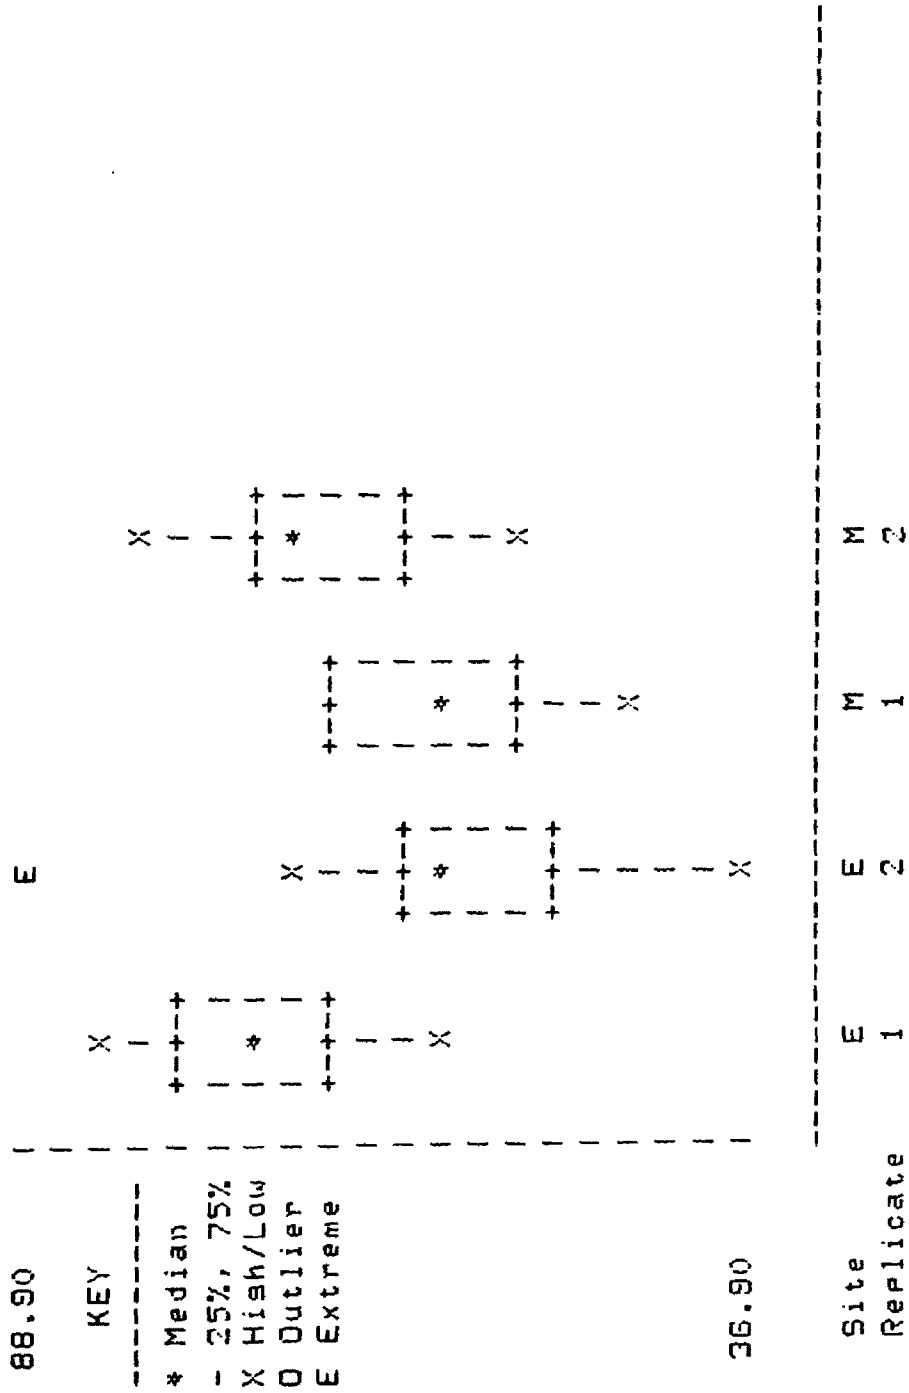 88.90 E
KEY X
---------- X
* Median
- 25%, 75%
X High/Low *
O Outlier X *
E Extreme
X * *
X
X
36.90 X
Site E E M M
Replicate 1 2 1 2